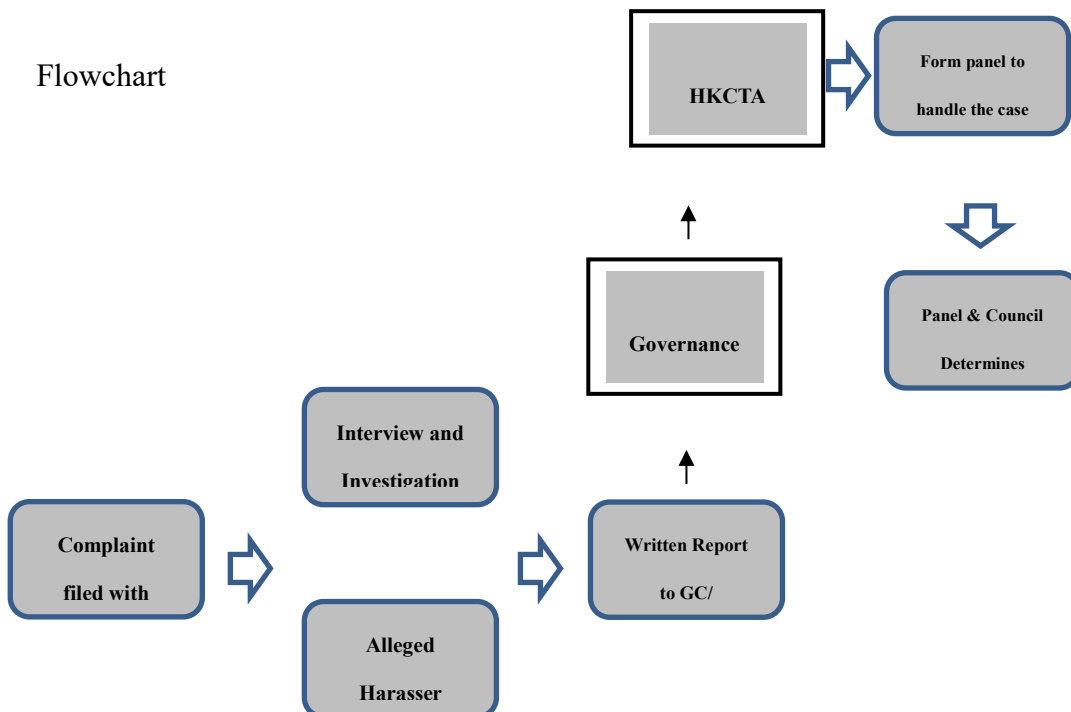 Flowchart
HKCTA
Form panel to
handle the case
Governance
Panel & Council
Determines
Interview and
Investigation
Complaint
filed with
Written Report
to GC/
Alleged
Harasser